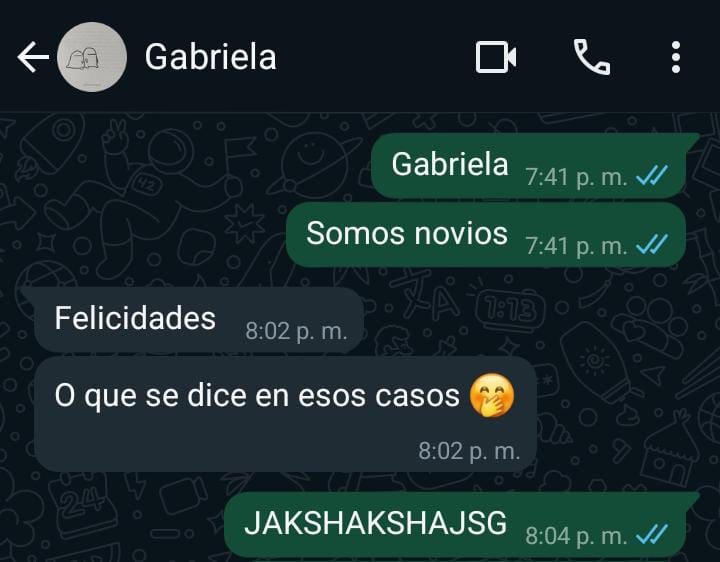 Gabriela
Gabriela 7:41 p. m.
Somos novios 7:41 p. m.
Felicidades 8:02 p. m.
O que se dice en esos casos 🤭
8:02 p. m.
JAKSHAKSHAJSG 8:04 p. m.